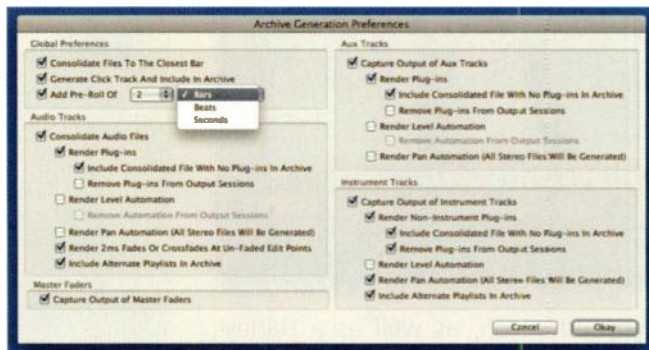 Archive Generation Preferences
Global Preferences
Consolidate Files To The Closest Bar
Generate Click Track And Include In Archive
Add Pre-Roll Of 2 Bars
Beats
Seconds
Audio Tracks
Consolidate Audio Files
Render Plug-ins
Include Consolidated File With No Plug-ins In Archive
Remove Plug-ins From Output Sessions
Render Level Automation
Remove Automation From Output Sessions
Render Pan Automation (All Stereo Files Will Be Generated)
Render 2ms Fades Or Crossfades At Un-Faded Edit Points
Include Alternate Playlists In Archive
Master Faders
Capture Output of Master Faders
Aux Tracks
Capture Output of Aux Tracks
Render Plug-ins
Include Consolidated File With No Plug-ins In Archive
Remove Plug-ins From Output Sessions
Render Level Automation
Remove Automation From Output Sessions
Render Pan Automation (All Stereo Files Will Be Generated)
Instrument Tracks
Capture Output of Instrument Tracks
Render Non-Instrument Plug-ins
Include Consolidated File With No Plug-ins In Archive
Remove Plug-ins From Output Sessions
Render Level Automation
Render Pan Automation (All Stereo Files Will Be Generated)
Include Alternate Playlists In Archive
Cancel
Okay